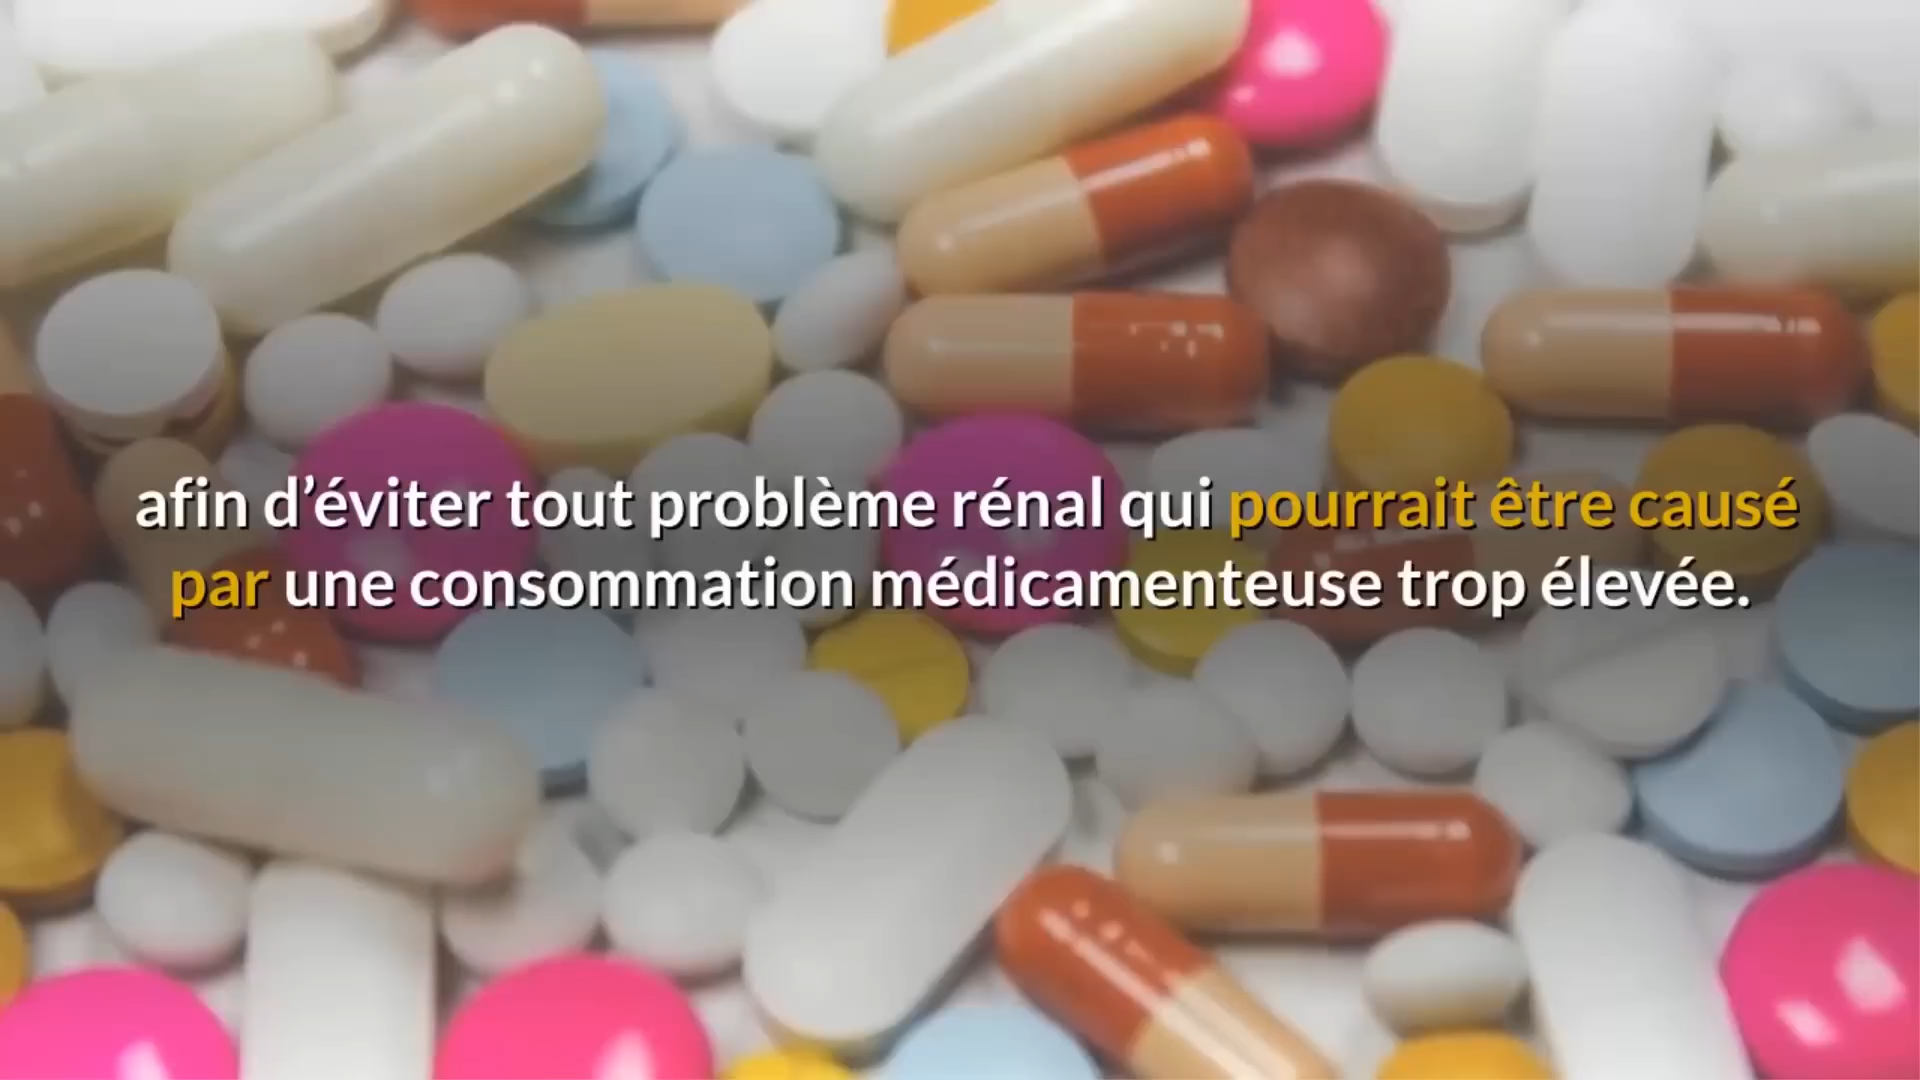 afin d’éviter tout problème rénal qui pourrait être causé
par une consommation médicamenteuse trop élevée.